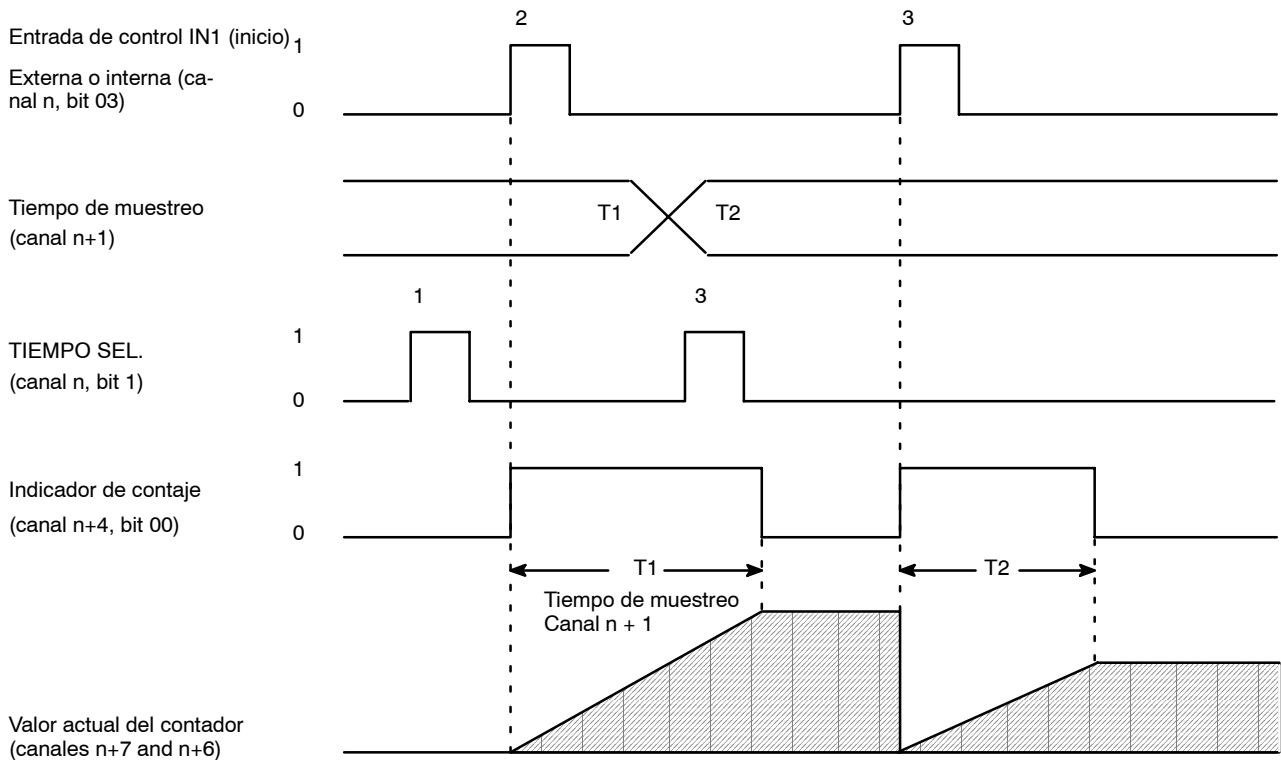 2
3
Entrada de control IN1 (inicio) 1
Externa o interna (ca-
nal n, bit 03)
0
Tiempo de muestreo
(canal n+1)
T1
T2
1
3
TIEMPO SEL.
(canal n, bit 1)
1
0
Indicador de contaje
(canal n+4, bit 00)
1
0
T1
T2
Tiempo de muestreo
Canal n + 1
Valor actual del contador
(canales n+7 and n+6)